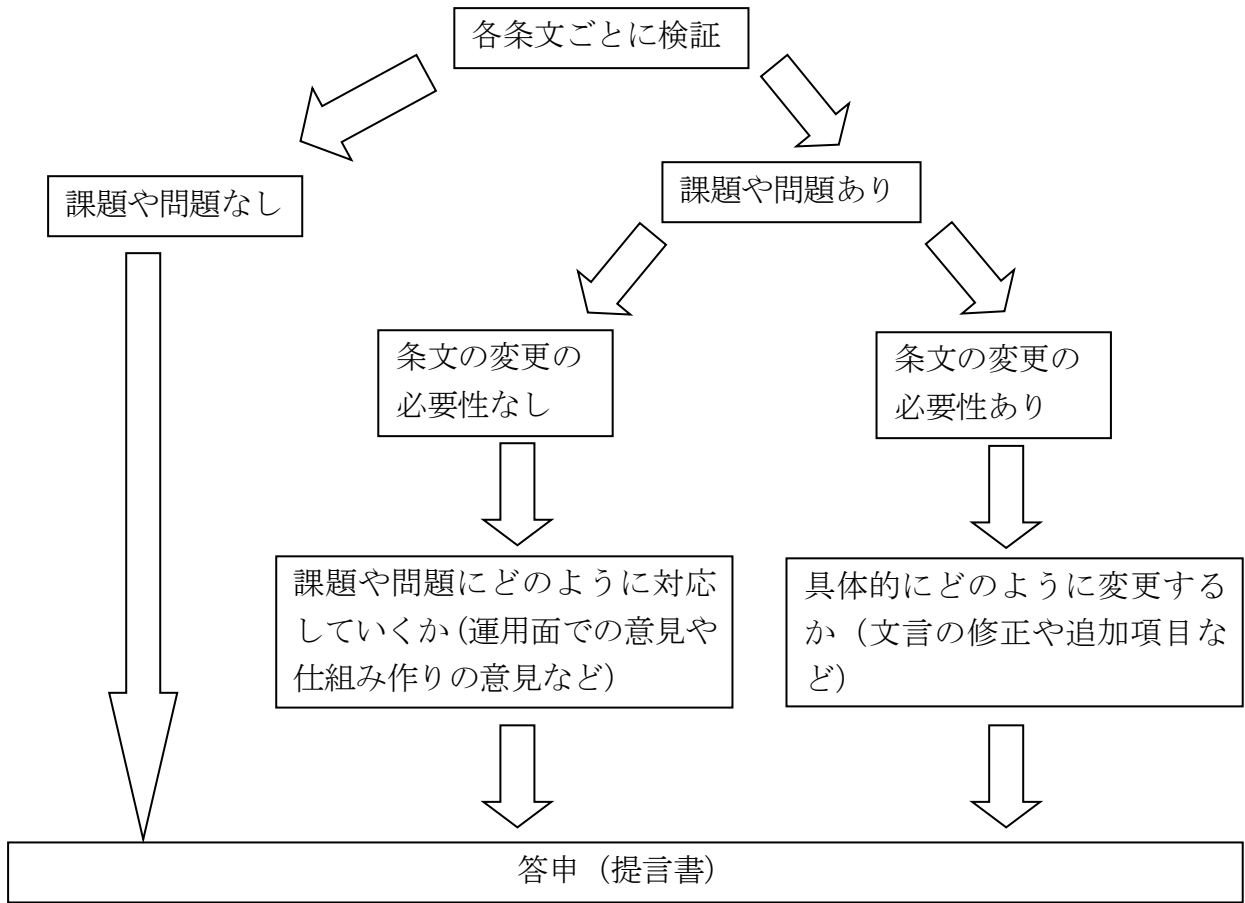 各条文ごとに検証
課題や問題なし
課題や問題あり
条文の変更の
必要性なし
条文の変更の
必要性あり
課題や問題にどのように対応
していくか（運用面での意見や
仕組み作りの意見など）
具体的にどのように変更する
か（文言の修正や追加項目な
ど）
答申（提言書）